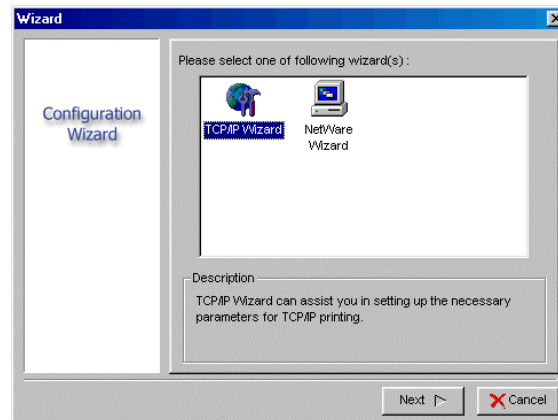 Wizard
Configuration
Wizard
Please select one of following wizard(s) :
TCP/IP Wizard
NetWare
Wizard
Description
TCP/IP Wizard can assist you in setting up the necessary
parameters for TCP/IP printing.
Next
Cancel